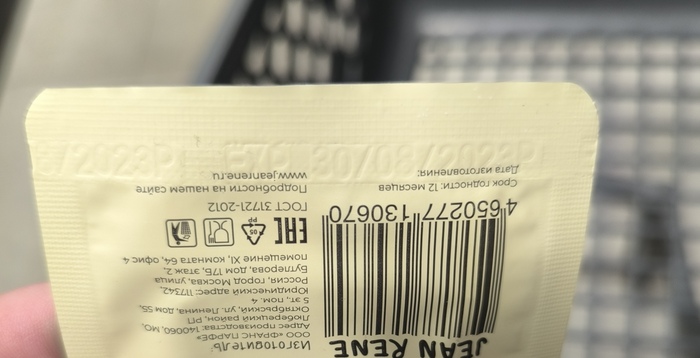 JEAN RENE
4 650277 130670
Срок годности: 12 месяцев
Дата изготовления:
ИЗГОТОВИТЕЛЬ
ООО «ФРАНС ПАРФЕ»
Адрес производства: 140060, МО,
Люберецкий район, РП.
Октябрьский, ул. Ленина, дом 55,
5 эт, пом. 4
Юридический адрес: 117342,
Россия, город Москва, улица
Бутлерова, дом 17Б, этаж 2,
помещение XI, комната 64, офис 4
EAC
05
PP
ГОСТ 31721-2012
Подробности на нашем сайте
www.jearene.ru